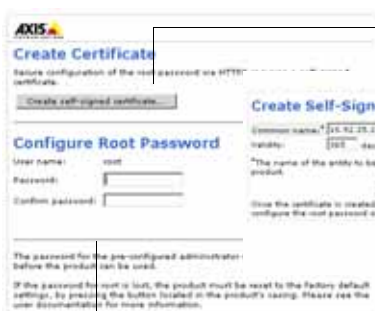 AXIS
Create Certificate
Secure configuration of the root password via HTTPS
certificate.
Create self-signed certificate...
Configure Root Password
User name: root
Password:
Confirm password:
The password for the pre-configured administrator
before the product can be used.
If the password for root is lost, the product must be reset to the factory default
settings, by pressing the button located in the product's casing. Please see the
user documentation for more information.
Create Self-Sign
Common name:*
Validity: 365 days
*The name of the entity to be
product.
Once the certificate is created
configure the root password